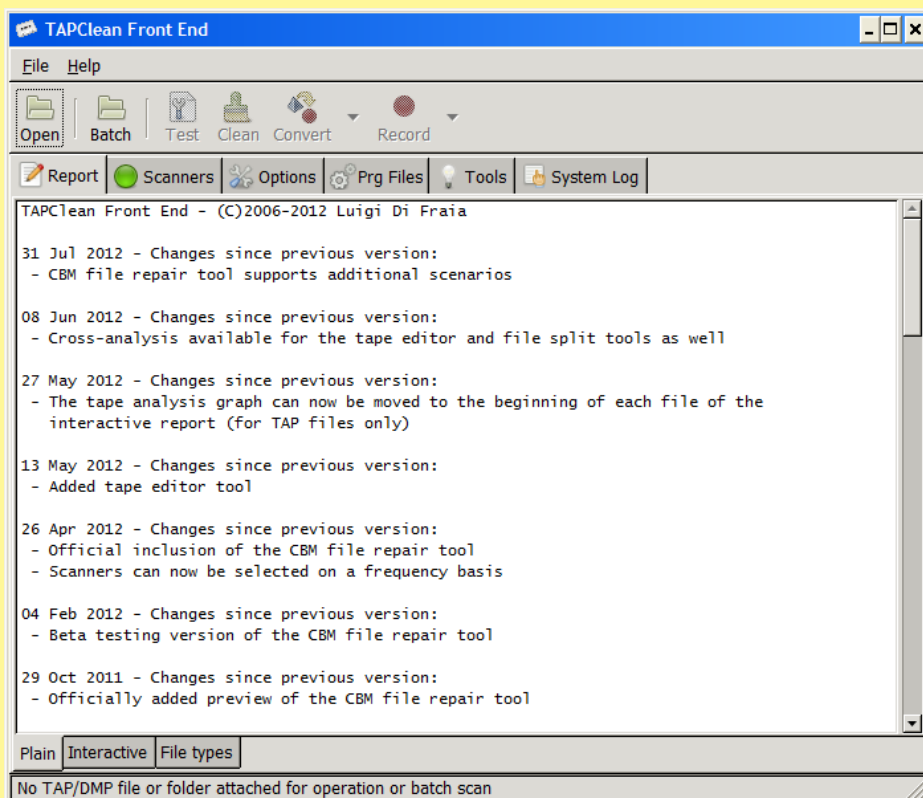 TAPClean Front End
File Help
Open Batch Test Clean Convert Record
Report Scanners Options Prg Files Tools System Log
TAPClean Front End - (C)2006-2012 Luigi Di Fraia
31 Jul 2012 - Changes since previous version:
- CBM file repair tool supports additional scenarios
08 Jun 2012 - Changes since previous version:
- Cross-analysis available for the tape editor and file split tools as well
27 May 2012 - Changes since previous version:
- The tape analysis graph can now be moved to the beginning of each file of the
interactive report (for TAP files only)
13 May 2012 - Changes since previous version:
- Added tape editor tool
26 Apr 2012 - Changes since previous version:
- Official inclusion of the CBM file repair tool
- Scanners can now be selected on a frequency basis
04 Feb 2012 - Changes since previous version:
- Beta testing version of the CBM file repair tool
29 Oct 2011 - Changes since previous version:
- Officially added preview of the CBM file repair tool
Plain Interactive File types
No TAP/DMP file or folder attached for operation or batch scan